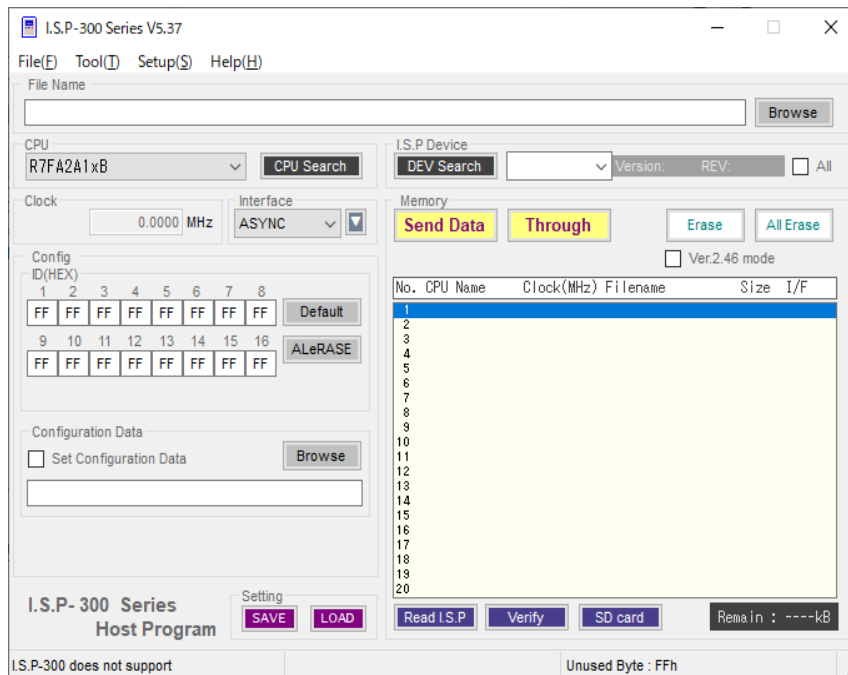 I.S.P-300 Series V5.37
File(F) Tool(T) Setup(S) Help(H)
File Name
Browse
CPU
R7FA2A1xB
CPU Search
I.S.P Device
DEV Search
Version: REV:
All
Clock
0.0000 MHz
Interface
ASYNC
Memory
Send Data
Through
Erase
All Erase
Ver.2.46 mode
Config
ID(HEX)
1 2 3 4 5 6 7 8
FF FF FF FF FF FF FF FF
Default
9 10 11 12 13 14 15 16
FF FF FF FF FF FF FF FF
ALeRASE
Configuration Data
Set Configuration Data
Browse
No. CPU Name Clock(MHz) Filename Size I/F
1
2
3
4
5
6
7
8
9
10
11
12
13
14
15
16
17
18
19
20
I.S.P- 300 Series
Host Program
Setting
SAVE
LOAD
Read I.S.P
Verify
SD card
Remain : ----kB
I.S.P-300 does not support
Unused Byte : FFh